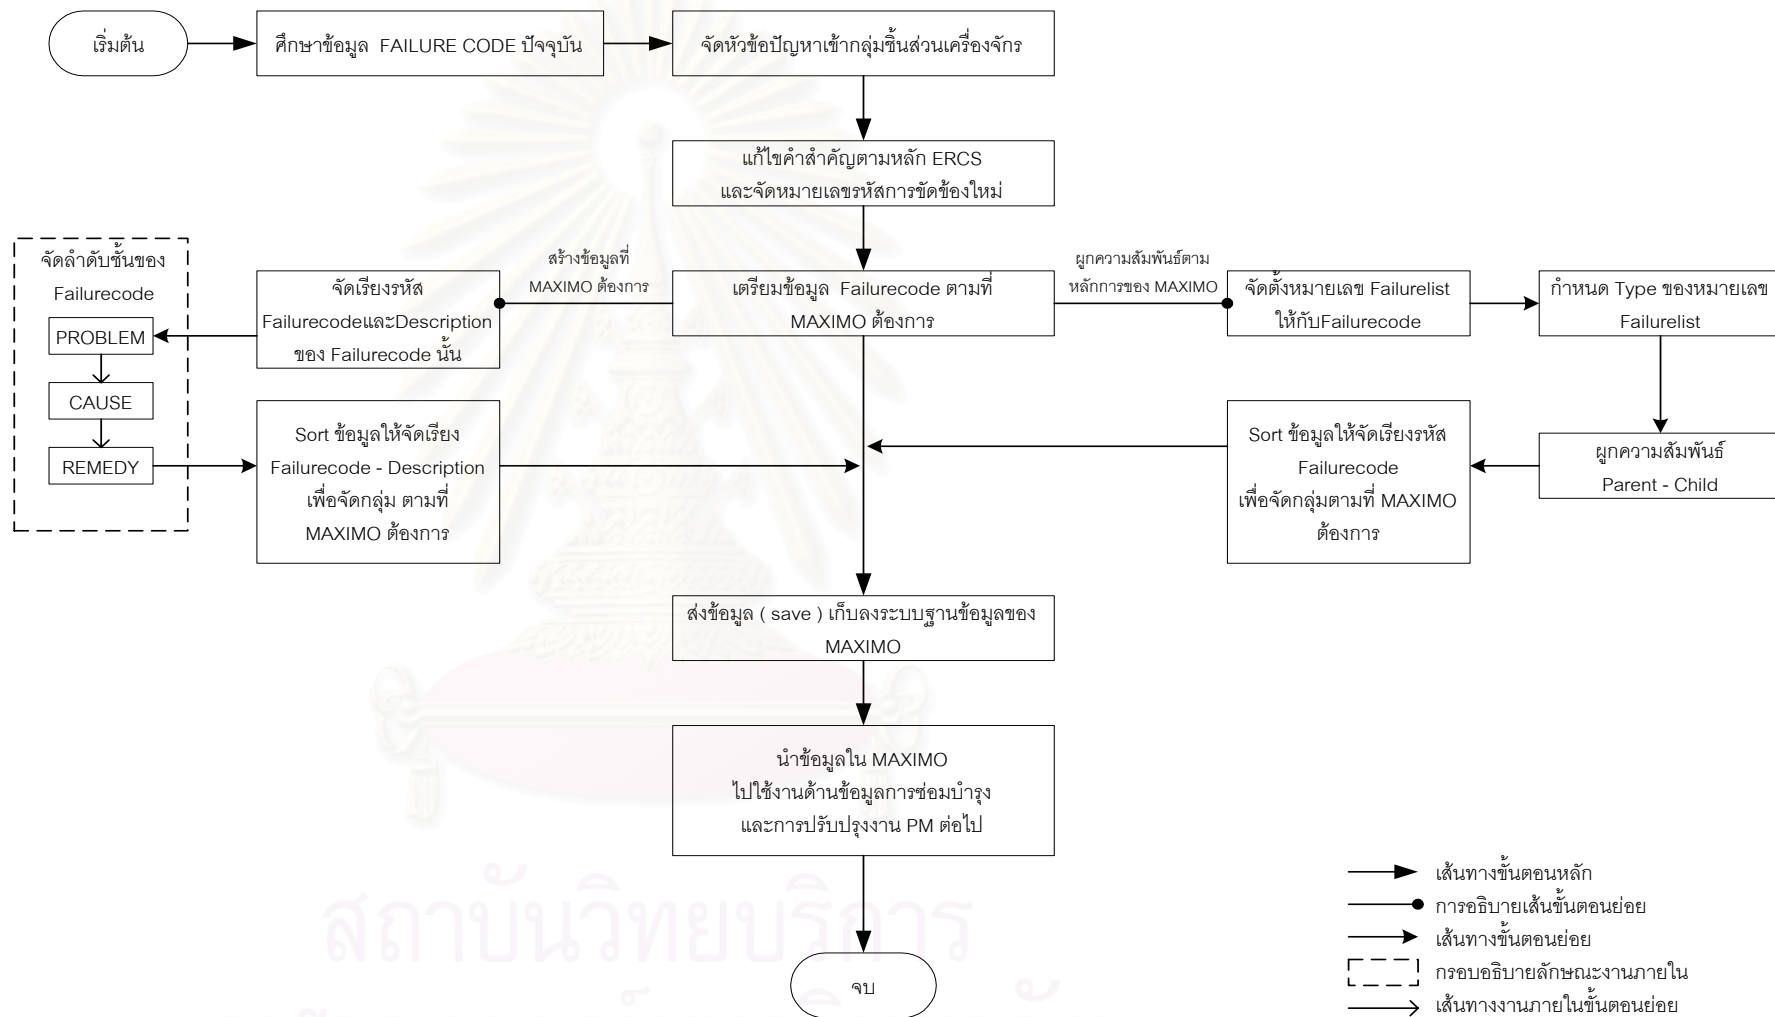 เริ่มต้น
ศึกษาข้อมูล FAILURE CODE ปัจจุบัน
จัดหัวข้อปัญหาเข้ากลุ่มชิ้นส่วนเครื่องจักร
แก้ไขคำสำคัญตามหลัก ERCS
และจัดหมายเลขรหัสการขัดข้องใหม่
จัดลำดับชั้นของ
Failurecode
PROBLEM
CAUSE
REMEDY
จัดเรียงรหัส
FailurecodeและDescription
ของ Failurecode นั้น
สร้างข้อมูลที่
MAXIMO ต้องการ
เตรียมข้อมูล Failurecode ตามที่
MAXIMO ต้องการ
ผูกความสัมพันธ์ตาม
หลักการของ MAXIMO
จัดตั้งหมายเลข Failurelist
ให้กับFailurecode
กำหนด Type ของหมายเลข
Failurelist
Sort ข้อมูลให้จัดเรียง
Failurecode - Description
เพื่อจัดกลุ่ม ตามที่
MAXIMO ต้องการ
Sort ข้อมูลให้จัดเรียงรหัส
Failurecode
เพื่อจัดกลุ่มตามที่ MAXIMO
ต้องการ
ผูกความสัมพันธ์
Parent - Child
ส่งข้อมูล ( save ) เก็บลงระบบฐานข้อมูลของ
MAXIMO
นำข้อมูลใน MAXIMO
ไปใช้งานด้านข้อมูลการซ่อมบำรุง
และการปรับปรุงงาน PM ต่อไป
จบ
เส้นทางขั้นตอนหลัก
การอธิบายเส้นขั้นตอนย่อย
เส้นทางขั้นตอนย่อย
กรอบอธิบายลักษณะงานภายใน
เส้นทางงานภายในขั้นตอนย่อย
สถาบันวิทยบริการ